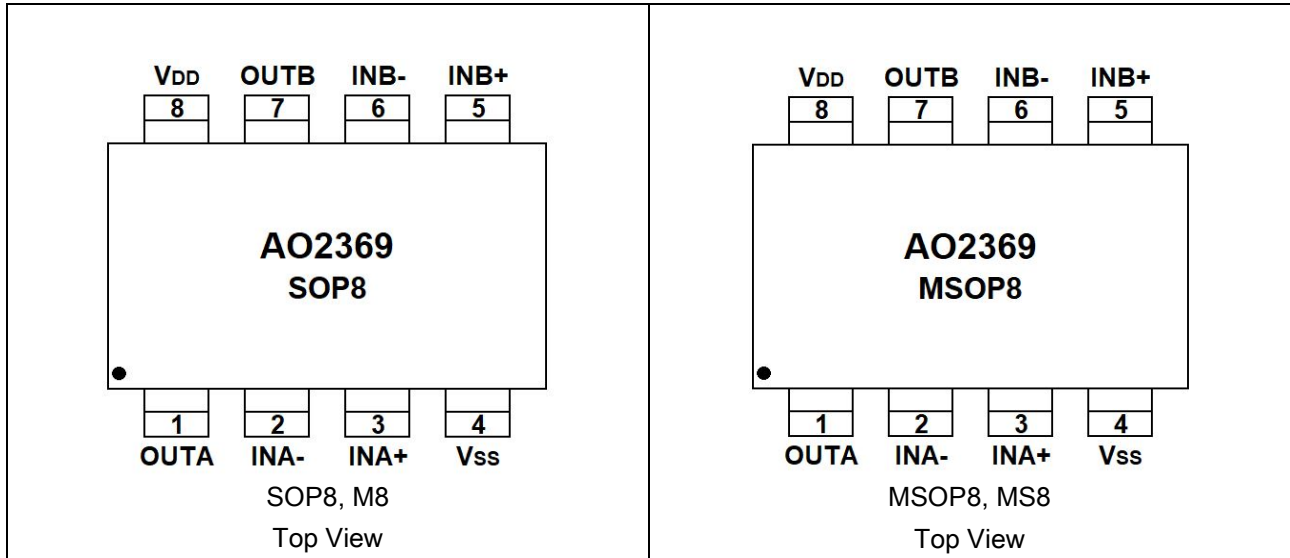 VDD OUTB INB- INB+
8 7 6 5
AO2369
SOP8
1 2 3 4
OUTA INA- INA+ VSS
SOP8, M8
Top View
VDD OUTB INB- INB+
8 7 6 5
AO2369
MSOP8
1 2 3 4
OUTA INA- INA+ VSS
MSOP8, MS8
Top View